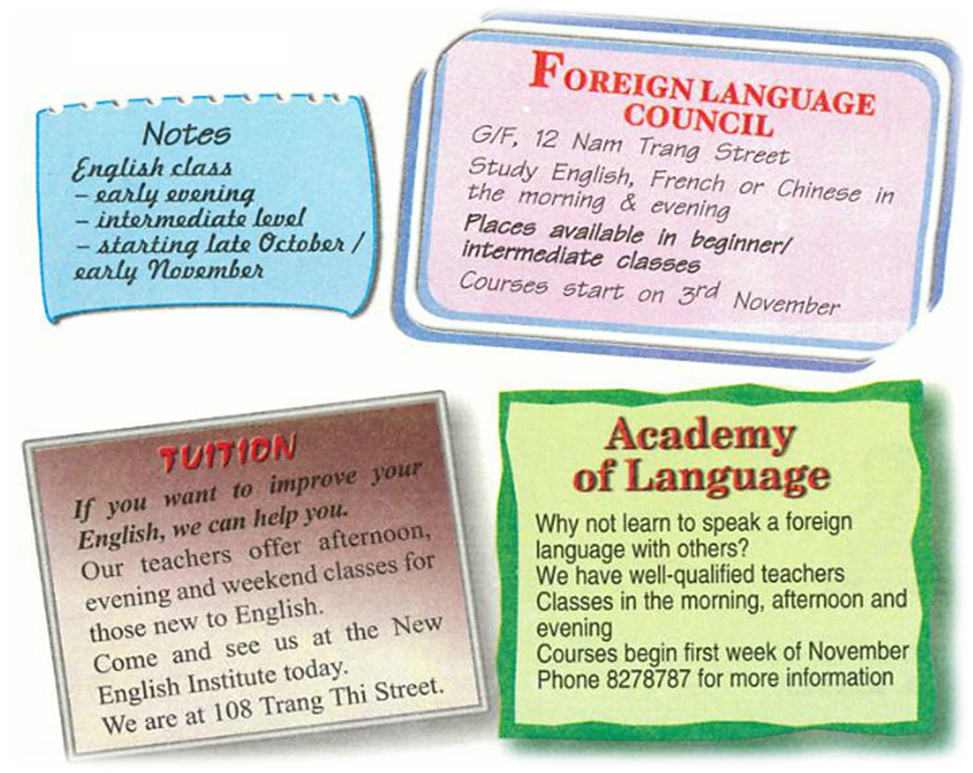 Notes
English class
– early evening
– intermediate level
– starting late October /
early November
FOREIGN LANGUAGE
COUNCIL
G/F, 12 Nam Trang Street
Study English, French or Chinese in
the morning & evening
Places available in beginner/
intermediate classes
Courses start on 3rd November
TUITION
If you want to improve your
English, we can help you.
Our teachers offer afternoon,
evening and weekend classes for
those new to English.
Come and see us at the New
English Institute today.
We are at 108 Trang Thi Street.
Academy
of Language
Why not learn to speak a foreign
language with others?
We have well-qualified teachers
Classes in the morning, afternoon and
evening
Courses begin first week of November
Phone 8278787 for more information